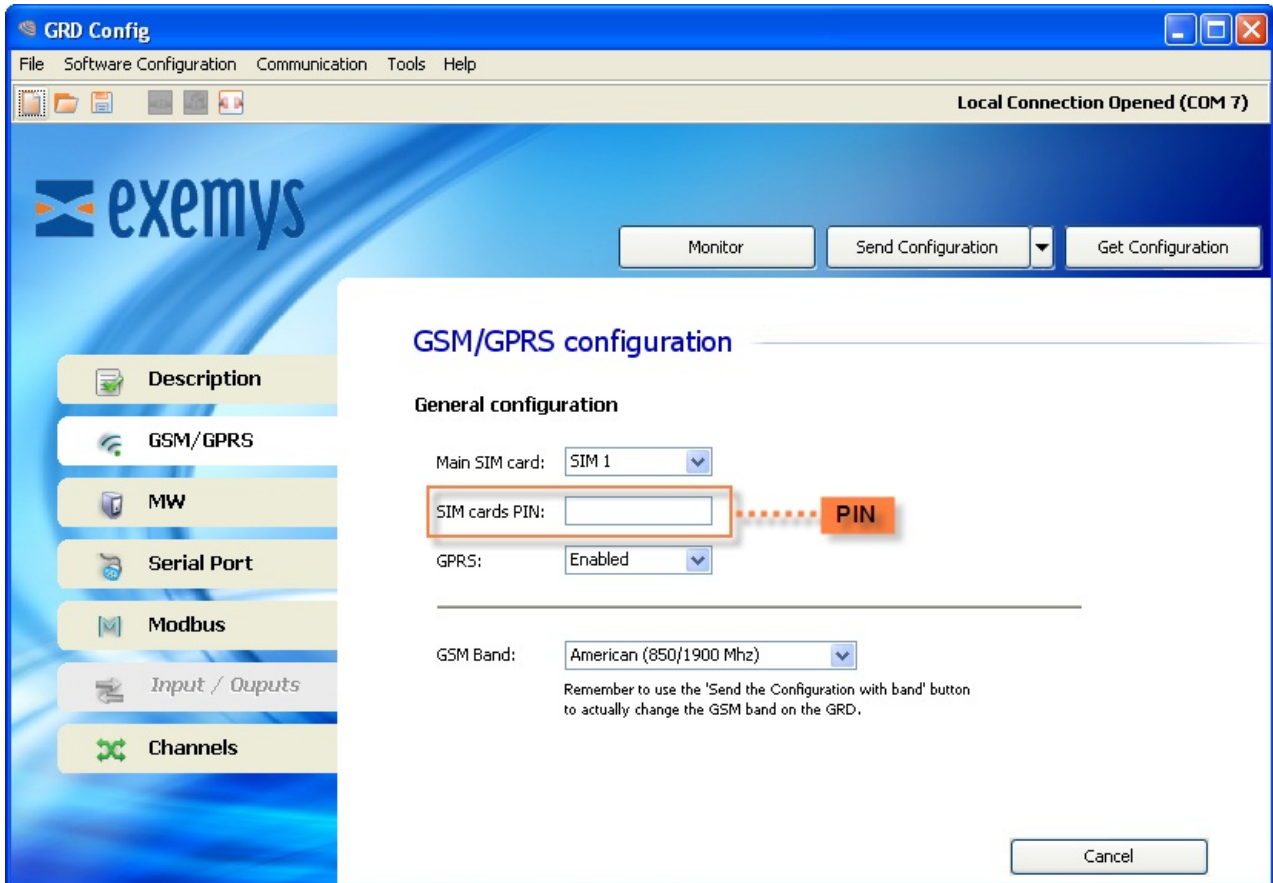 GRD Config
File Software Configuration Communication Tools Help
Local Connection Opened (COM 7)
exemys
Monitor Send Configuration Get Configuration
GSM/GPRS configuration
Description
General configuration
GSM/GPRS
Main SIM card: SIM 1
MW
SIM cards PIN: PIN
Serial Port
GPRS: Enabled
Modbus
GSM Band: American (850/1900 Mhz)
Input / Ouputs
Remember to use the 'Send the Configuration with band' button
to actually change the GSM band on the GRD.
Channels
Cancel